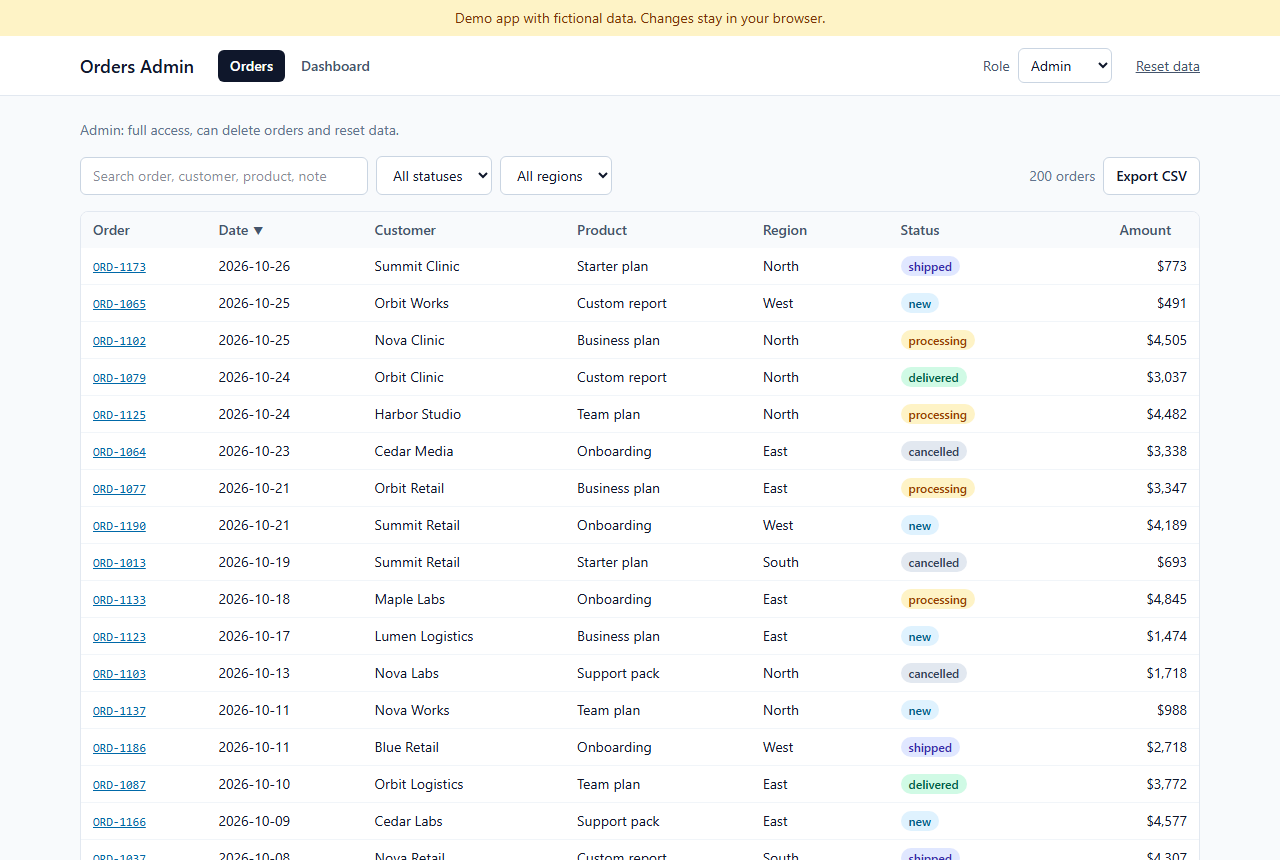 Demo app with fictional data. Changes stay in your browser.
Orders Admin Orders Dashboard Role Admin Reset data
Admin: full access, can delete orders and reset data.
Search order, customer, product, note All statuses All regions 200 orders Export CSV
Order Date ▼ Customer Product Region Status Amount
ORD-1173 2026-10-26 Summit Clinic Starter plan North shipped $773
ORD-1065 2026-10-25 Orbit Works Custom report West new $491
ORD-1102 2026-10-25 Nova Clinic Business plan North processing $4,505
ORD-1079 2026-10-24 Orbit Clinic Custom report North delivered $3,037
ORD-1125 2026-10-24 Harbor Studio Team plan North processing $4,482
ORD-1064 2026-10-23 Cedar Media Onboarding East cancelled $3,338
ORD-1077 2026-10-21 Orbit Retail Business plan East processing $3,347
ORD-1190 2026-10-21 Summit Retail Onboarding West new $4,189
ORD-1013 2026-10-19 Summit Retail Starter plan South cancelled $693
ORD-1133 2026-10-18 Maple Labs Onboarding East processing $4,845
ORD-1123 2026-10-17 Lumen Logistics Business plan East new $1,474
ORD-1103 2026-10-13 Nova Labs Support pack North cancelled $1,718
ORD-1137 2026-10-11 Nova Works Team plan North new $988
ORD-1186 2026-10-11 Blue Retail Onboarding West shipped $2,718
ORD-1087 2026-10-10 Orbit Logistics Team plan East delivered $3,772
ORD-1166 2026-10-09 Cedar Labs Support pack East new $4,577
ORD-1037 2026-10-08 Nova Retail Custom report South shipped $4,307